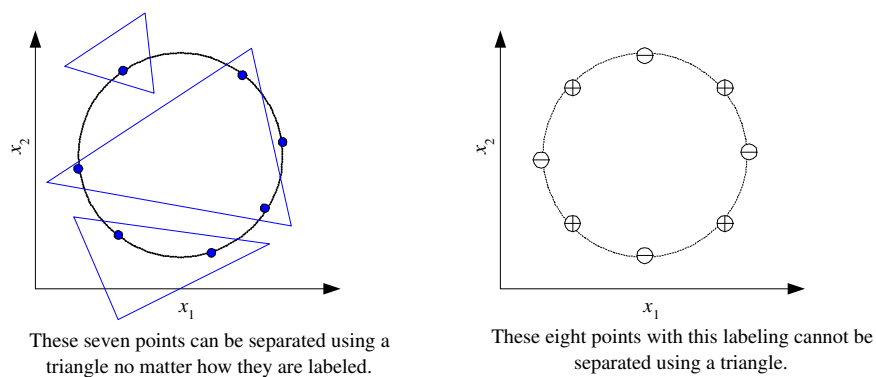 x2
x1
These seven points can be separated using a
triangle no matter how they are labeled.
x2
x1
These eight points with this labeling cannot be
separated using a triangle.